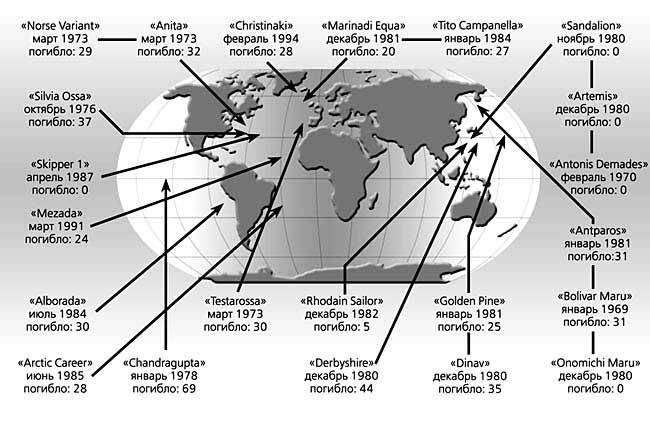 «Norse Variant»
март 1973
погибло: 29
«Anita»
март 1973
погибло: 32
«Christinaki»
февраль 1994
погибло: 28
«Marinadi Equa»
декабрь 1981
погибло: 20
«Tito Campanella»
январь 1984
погибло: 27
«Sandalion»
ноябрь 1980
погибло: 0
«Silvia Ossa»
октябрь 1976
погибло: 37
«Artemis»
декабрь 1980
погибло: 0
«Skipper 1»
апрель 1987
погибло: 0
«Antonis Demades»
февраль 1970
погибло: 0
«Mezada»
март 1991
погибло: 24
«Antparos»
январь 1981
погибло:31
«Alborada»
июль 1984
погибло: 30
«Testarossa»
март 1973
погибло: 30
«Rhodain Sailor»
декабрь 1982
погибло: 5
«Golden Pine»
январь 1981
погибло: 25
«Bolivar Maru»
январь 1969
погибло: 31
«Arctic Career»
июнь 1985
погибло: 28
«Chandragupta»
январь 1978
погибло: 69
«Derbyshire»
декабрь 1980
погибло: 44
«Dinav»
декабрь 1980
погибло: 35
«Onomichi Maru»
декабрь 1980
погибло: 0